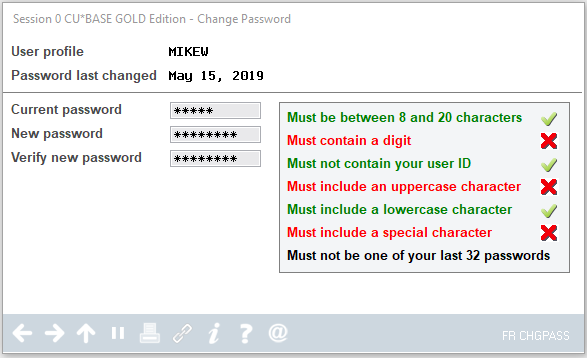 Session 0 CU*BASE GOLD Edition - Change Password
User profile MIKEW
Password last changed May 15, 2019
Current password *****
New password ********
Verify new password ********
Must be between 8 and 20 characters
Must contain a digit
Must not contain your user ID
Must include an uppercase character
Must include a lowercase character
Must include a special character
Must not be one of your last 32 passwords
FR CHGPASS